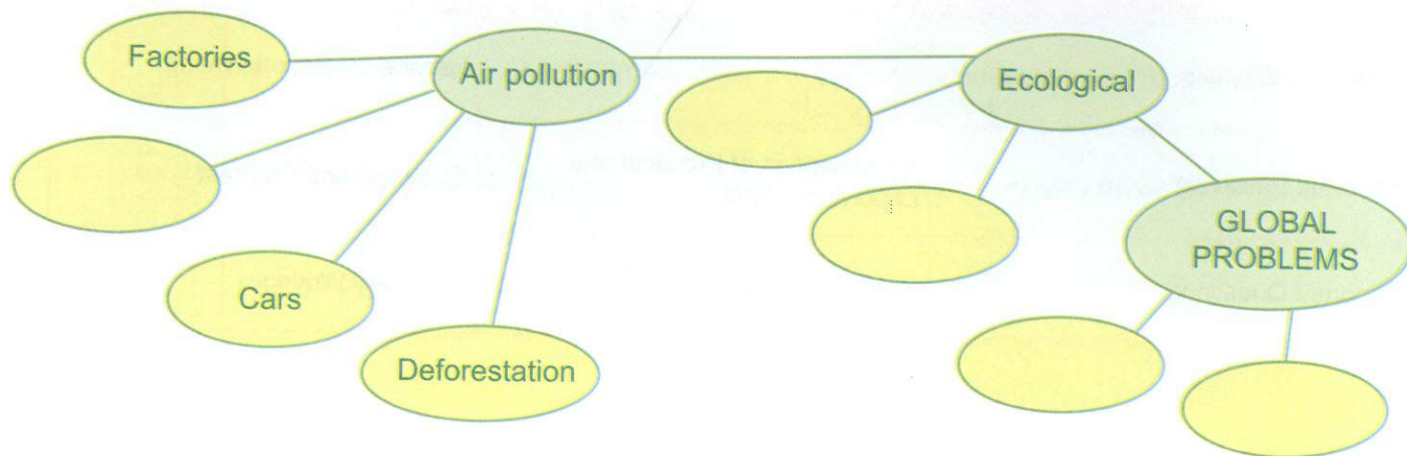 Factories
Air pollution
Ecological
GLOBAL
PROBLEMS
Cars
Deforestation